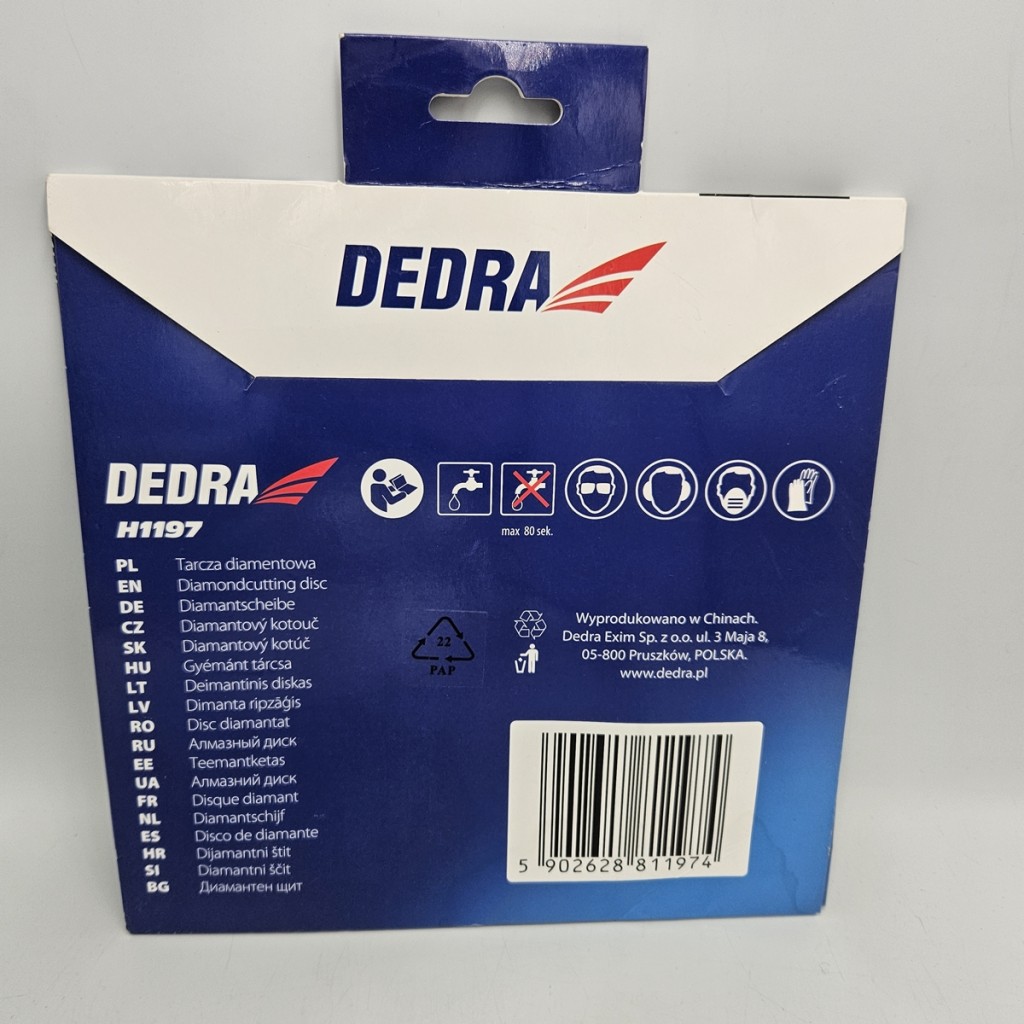 DEDRA
DEDRA
H1197
max 80 sek.
PL Tarcza diamentowa
EN Diamondcutting disc
DE Diamantscheibe
CZ Diamantový kotouč
SK Diamantový kotúč
HU Gyémánt tárcsa
LT Deimantinis diskas
LV Dimanta ripzāģis
RO Disc diamantat
RU Алмазный диск
EE Teemantketas
UA Алмазний диск
FR Disque diamant
NL Diamantschijf
ES Disco de diamante
HR Dijamantni štit
SI Diamantni ščit
BG Диамантен щит
22
PAP
Wyprodukowano w Chinach.
Dedra Exim Sp. z o.o. ul. 3 Maja 8,
05-800 Pruszków, POLSKA.
www.dedra.pl
5 902628 811974